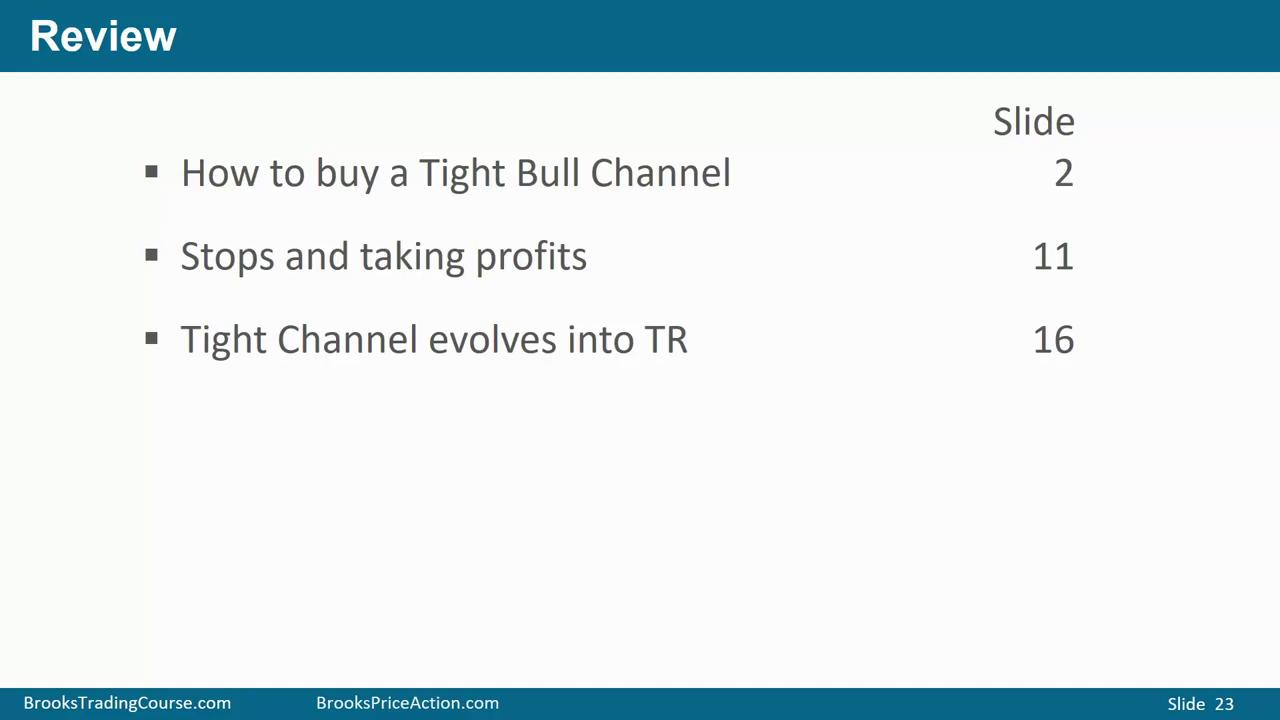 Review
Slide
▪ How to buy a Tight Bull Channel 2
▪ Stops and taking profits 11
▪ Tight Channel evolves into TR 16
BrooksTradingCourse.com BrooksPriceAction.com Slide 23